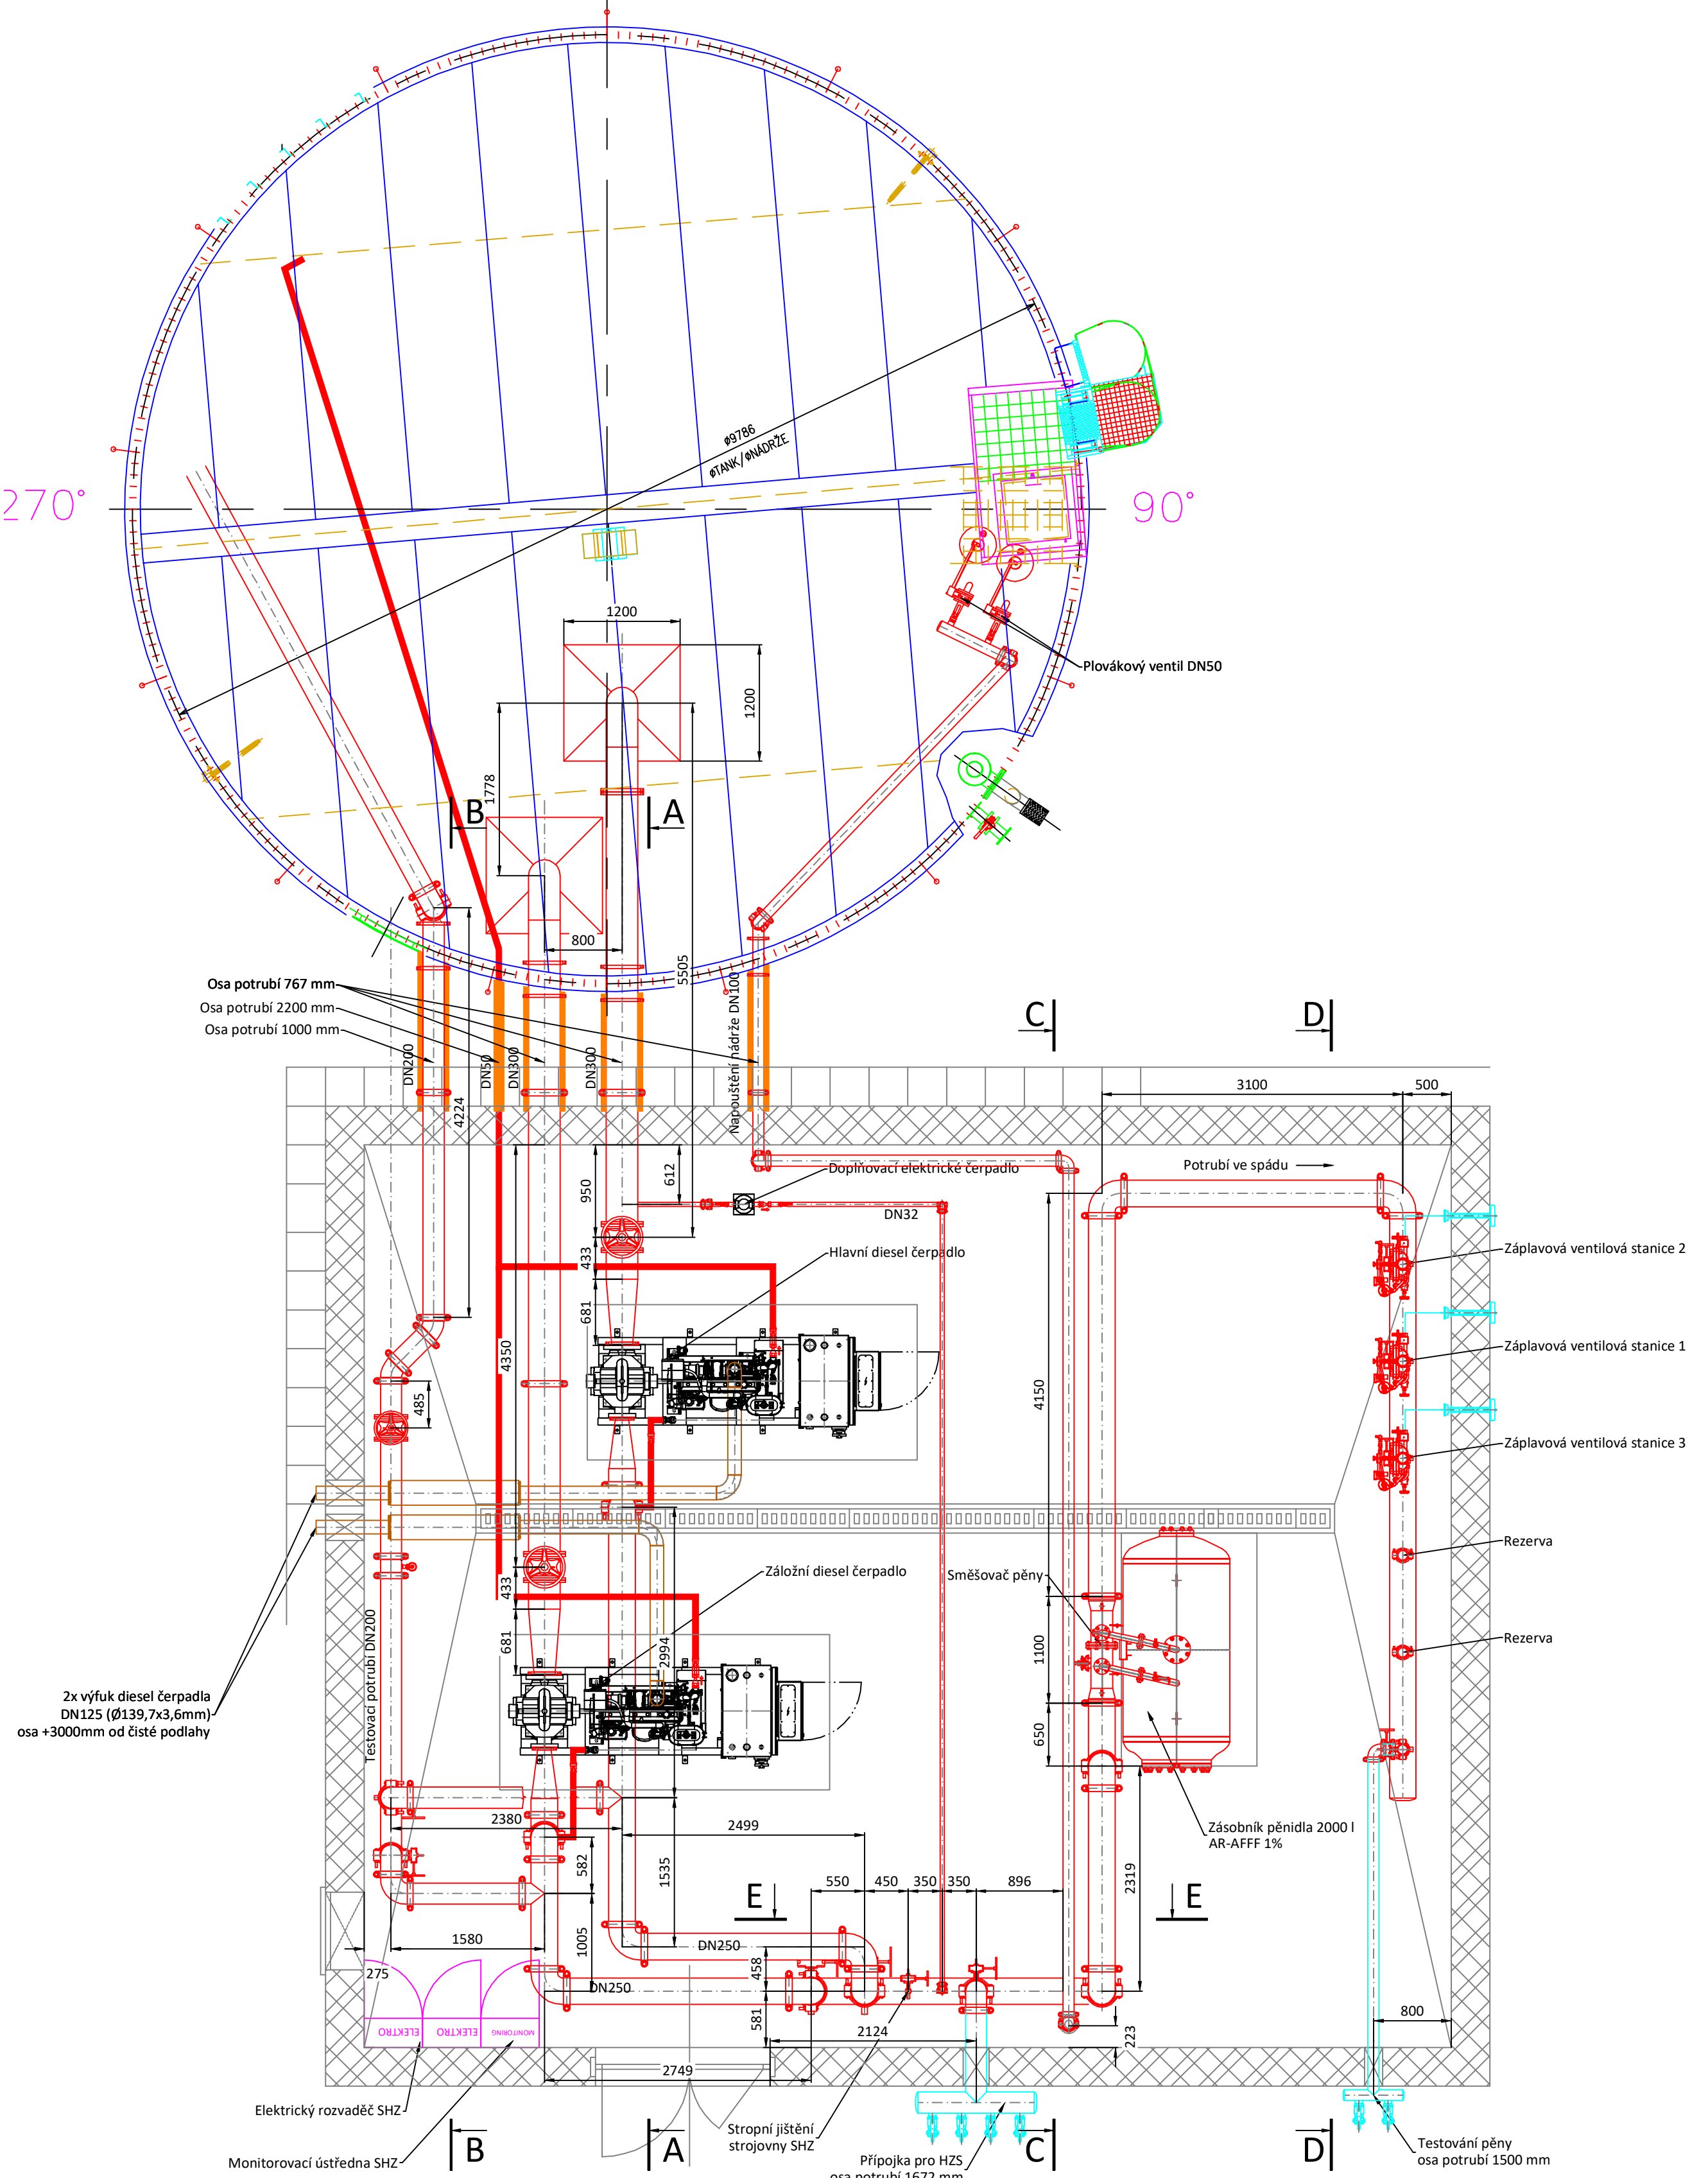 270°
90°
ø9786
øTANK/øNÁDRŽE
1200
1200
Plovákový ventil DN50
1778
B
A
800
5505
Osa potrubí 767 mm
Osa potrubí 2200 mm
Osa potrubí 1000 mm
DN200
DN50
DN300
DN300
Napouštění nádrže DN100
C
D
3100
500
4224
950
612
Doplňovací elektrické čerpadlo
Potrubí ve spádu
DN32
433
Hlavní diesel čerpadlo
Záplavová ventilová stanice 2
681
4350
Záplavová ventilová stanice 1
485
4150
Záplavová ventilová stanice 3
Rezerva
433
Záložní diesel čerpadlo
Směšovač pěny
681
2994
1100
Rezerva
Testovací potrubí DN200
2x výfuk diesel čerpadla
DN125 (Ø139,7x3,6mm)
osa +3000mm od čisté podlahy
650
2380
2499
Zásobník pěnidla 2000 l
AR-AFFF 1%
582
1535
2319
550
450
350
350
896
E
E
1580
1005
DN250
458
275
DN250
581
ELEKTRO
ELEKTRO
MONITORING
2124
223
800
2749
Elektrický rozvaděč SHZ
Monitorovací ústředna SHZ
B
A
Stropní jištění
strojovny SHZ
C
D
Přípojka pro HZS
osa potrubí 1672 mm
Testování pěny
osa potrubí 1500 mm